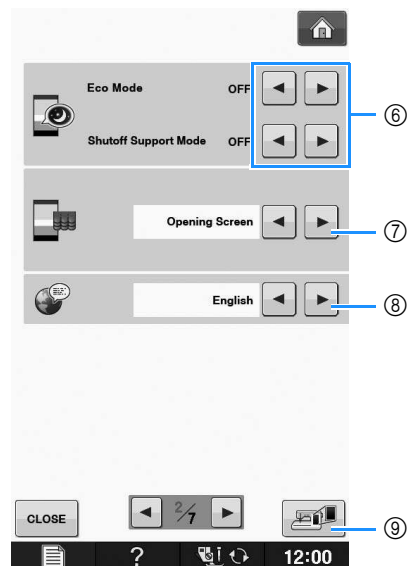 Eco Mode OFF
⑥
Shutoff Support Mode OFF
Opening Screen
⑦
English
⑧
CLOSE 2/7
⑨
? 12:00